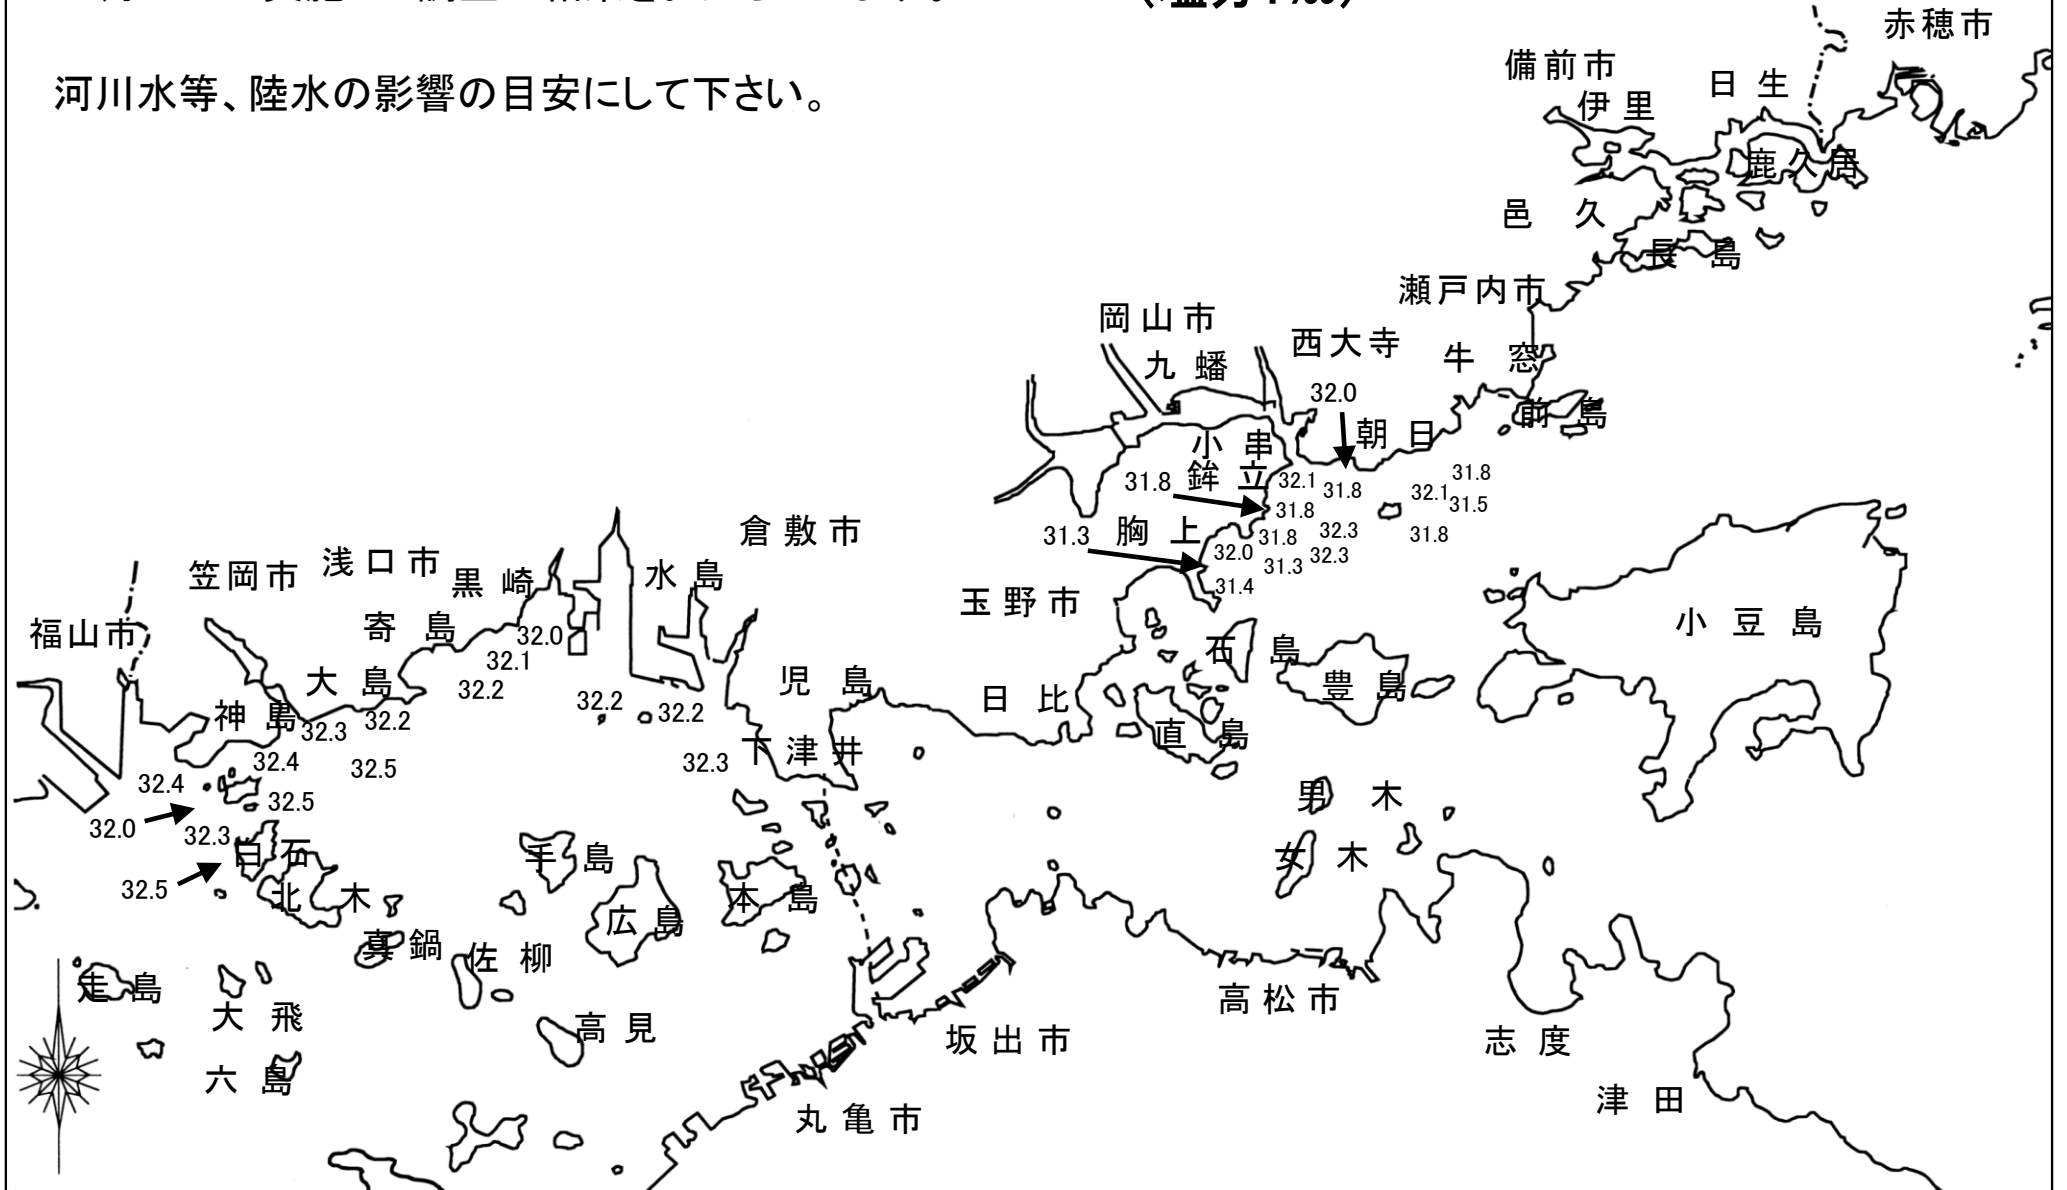 河川水等、陸水の影響の目安にして下さい。
赤穂市
備前市
日生
伊里
鹿久居
邑久
長島
瀬戸内市
岡山市
西大寺
九蟠
牛窓
32.0
前島
朝日
小串
31.8
鉾立
32.1
31.8
31.8
32.1
31.5
31.8
31.3
胸上
31.8
32.3
31.8
32.0
31.3
32.3
31.4
倉敷市
笠岡市
浅口市
黒崎
水島
玉野市
福山市
寄島
32.0
小豆島
石島
32.1
大島
32.2
児島
日比
豊島
32.2
32.2
神島
32.3
32.2
直島
下津井
32.4
32.5
32.3
32.4
32.5
男木
32.0
32.3
白石
手島
女木
32.5
北木
本島
広島
真鍋
佐柳
走島
大飛
高見
高松市
坂出市
志度
六島
津田
丸亀市